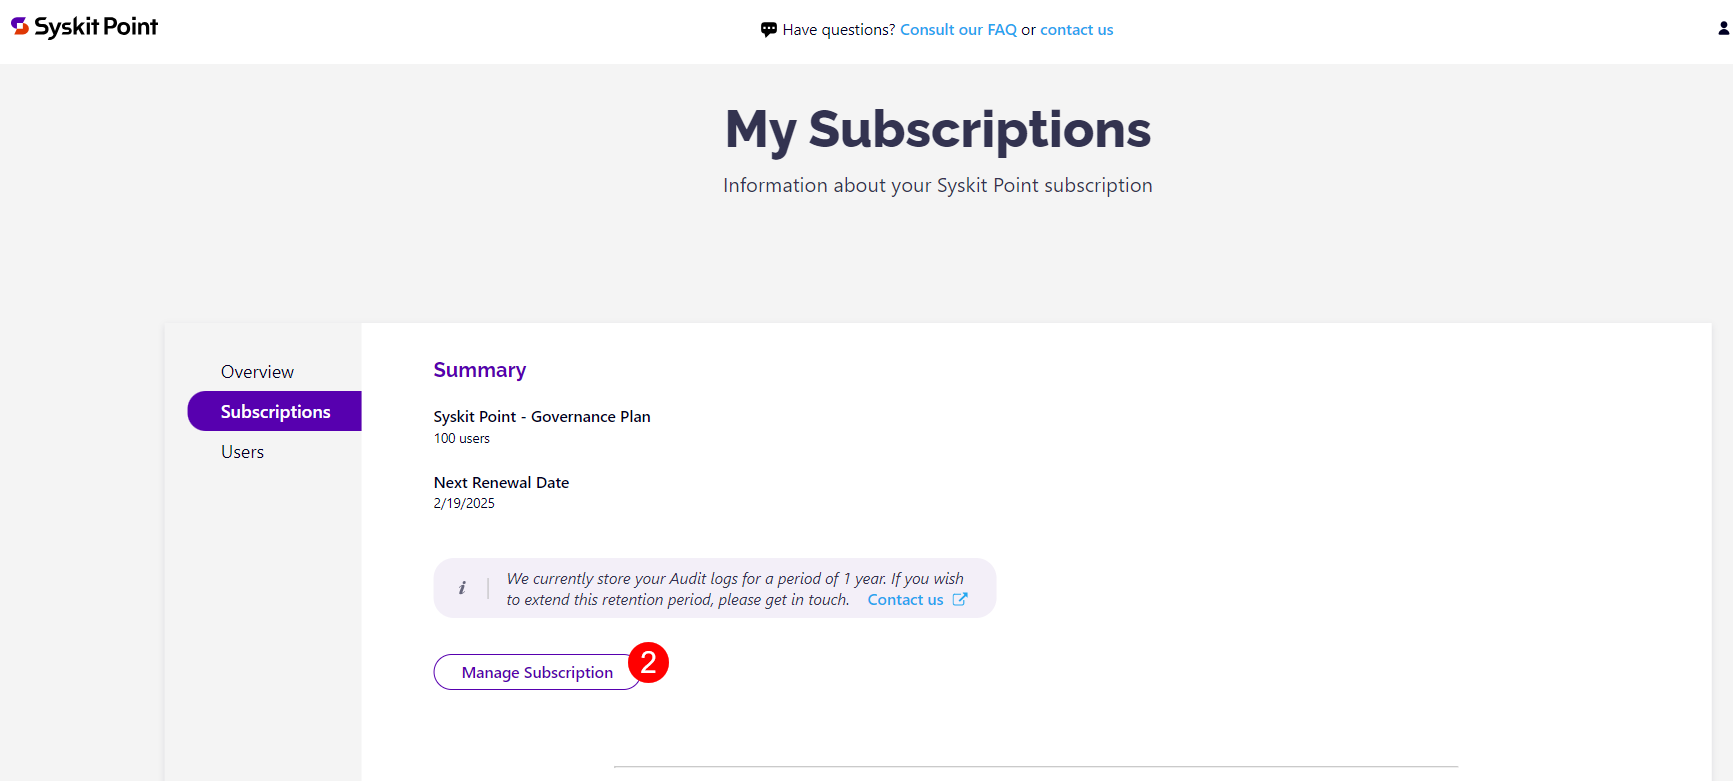 Syskit Point
Have questions? Consult our FAQ or contact us
My Subscriptions
Information about your Syskit Point subscription
Overview
Subscriptions
Users
Summary
Syskit Point - Governance Plan
100 users
Next Renewal Date
2/19/2025
i
We currently store your Audit logs for a period of 1 year. If you wish
to extend this retention period, please get in touch. Contact us
Manage Subscription
2